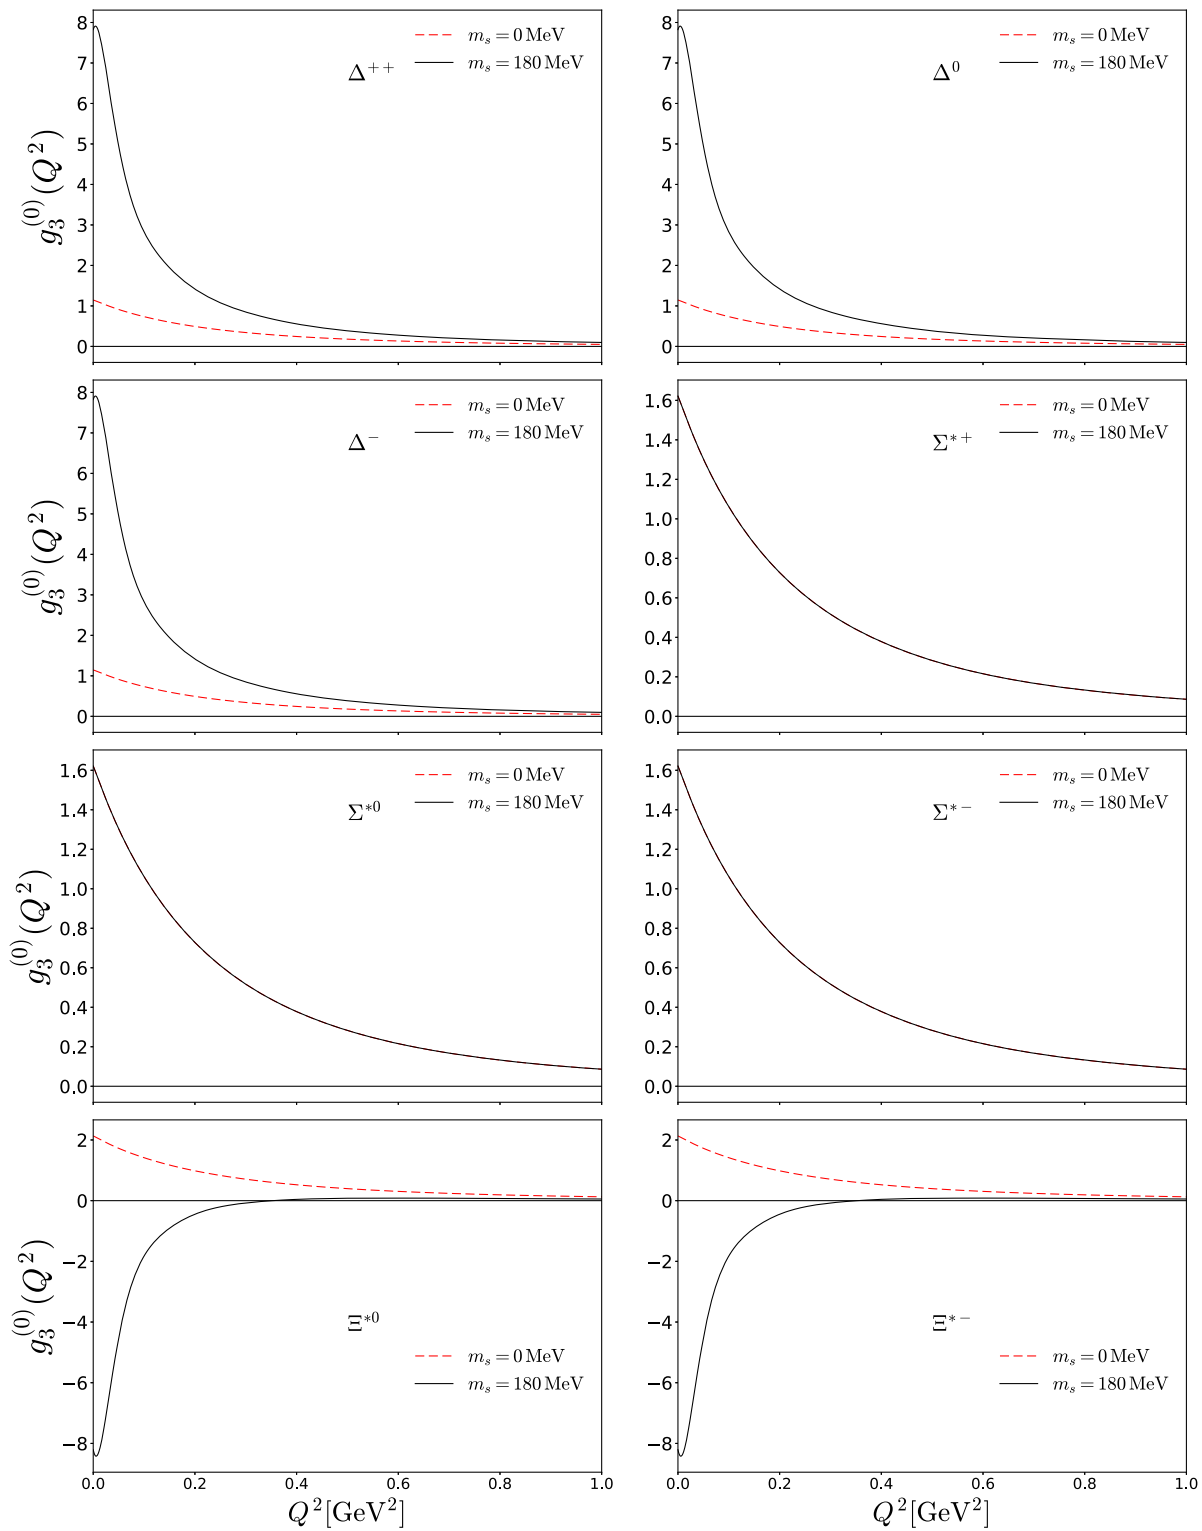 g_3^{(0)}(Q^2)
8
7
6
5
4
3
2
1
0
m_s = 0 MeV
m_s = 180 MeV
Δ^{++}
8
7
6
5
4
3
2
1
0
m_s = 0 MeV
m_s = 180 MeV
Δ^0
g_3^{(0)}(Q^2)
8
7
6
5
4
3
2
1
0
m_s = 0 MeV
m_s = 180 MeV
Δ^−
1.6
1.4
1.2
1.0
0.8
0.6
0.4
0.2
0.0
m_s = 0 MeV
m_s = 180 MeV
Σ^{*+}
g_3^{(0)}(Q^2)
1.6
1.4
1.2
1.0
0.8
0.6
0.4
0.2
0.0
m_s = 0 MeV
m_s = 180 MeV
Σ^{*0}
1.6
1.4
1.2
1.0
0.8
0.6
0.4
0.2
0.0
m_s = 0 MeV
m_s = 180 MeV
Σ^{*−}
g_3^{(0)}(Q^2)
2
0
−2
−4
−6
−8
Ξ^{*0}
m_s = 0 MeV
m_s = 180 MeV
0.0 0.2 0.4 0.6 0.8 1.0
Q^2[GeV^2]
2
0
−2
−4
−6
−8
Ξ^{*−}
m_s = 0 MeV
m_s = 180 MeV
0.0 0.2 0.4 0.6 0.8 1.0
Q^2[GeV^2]